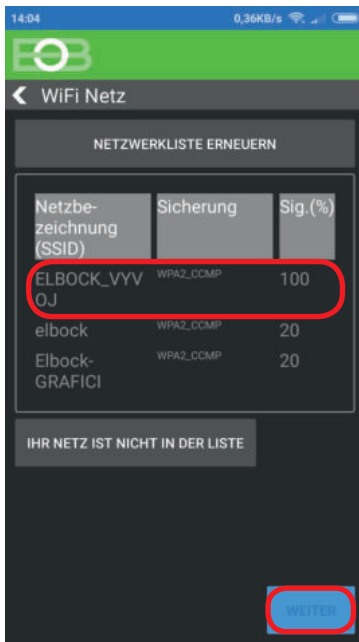 14:04 0,36KB/s
EOB
WiFi Netz
NETZWERKLISTE ERNEUERN
Netzbe- Sicherung Sig.(%)
zeichnung
(SSID)
ELBOCK_VYV WPA2_CCMP 100
OJ
elbock WPA2_CCMP 20
Elbock- WPA2_CCMP 20
GRAFICI
IHR NETZ IST NICHT IN DER LISTE
WEITER